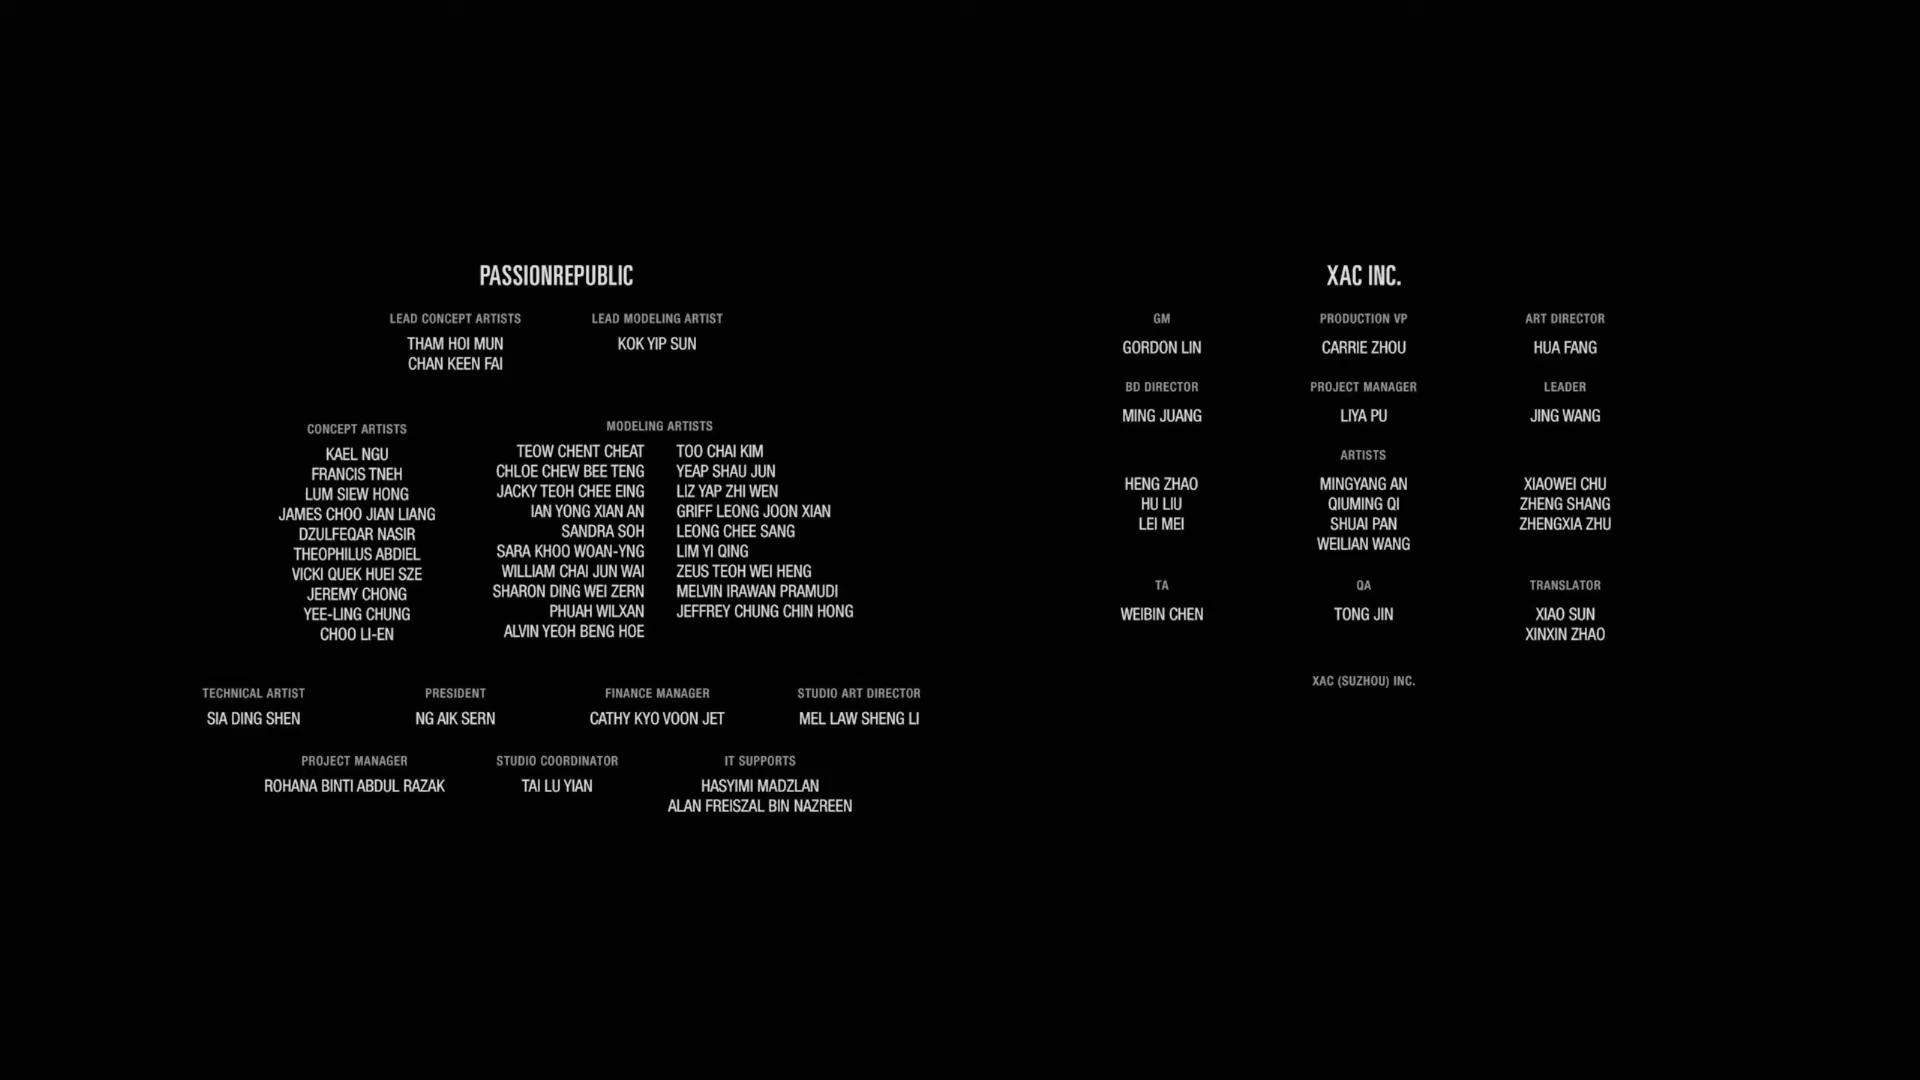 PASSIONREPUBLIC
LEAD CONCEPT ARTISTS
THAM HOI MUN
CHAN KEEN FAI
LEAD MODELING ARTIST
KOK YIP SUN
CONCEPT ARTISTS
KAEL NGU
FRANCIS TNEH
LUM SIEW HONG
JAMES CHOO JIAN LIANG
DZULFEQAR NASIR
THEOPHILUS ABDIEL
VICKI QUEK HUEI SZE
JEREMY CHONG
YEE-LING CHUNG
CHOO LI-EN
MODELING ARTISTS
TEOW CHENT CHEAT
CHLOE CHEW BEE TENG
JACKY TEOH CHEE EING
IAN YONG XIAN AN
SANDRA SOH
SARA KHOO WOAN-YNG
WILLIAM CHAI JUN WAI
SHARON DING WEI ZERN
PHUAH WILXAN
ALVIN YEOH BENG HOE
TOO CHAI KIM
YEAP SHAU JUN
LIZ YAP ZHI WEN
GRIFF LEONG JOON XIAN
LEONG CHEE SANG
LIM YI QING
ZEUS TEOH WEI HENG
MELVIN IRAWAN PRAMUDI
JEFFREY CHUNG CHIN HONG
TECHNICAL ARTIST
SIA DING SHEN
PRESIDENT
NG AIK SERN
FINANCE MANAGER
CATHY KYO VOON JET
STUDIO ART DIRECTOR
MEL LAW SHENG LI
PROJECT MANAGER
ROHANA BINTI ABDUL RAZAK
STUDIO COORDINATOR
TAI LU YIAN
IT SUPPORTS
HASYIMI MADZLAN
ALAN FREISZAL BIN NAZREEN
XAC INC.
GM
GORDON LIN
PRODUCTION VP
CARRIE ZHOU
ART DIRECTOR
HUA FANG
BD DIRECTOR
MING JUANG
PROJECT MANAGER
LIYA PU
LEADER
JING WANG
ARTISTS
HENG ZHAO
HU LIU
LEI MEI
MINGYANG AN
QIUMING QI
SHUAI PAN
WEILIAN WANG
XIAOWEI CHU
ZHENG SHANG
ZHENGXIA ZHU
TA
WEIBIN CHEN
QA
TONG JIN
TRANSLATOR
XIAO SUN
XINXIN ZHAO
XAC (SUZHOU) INC.